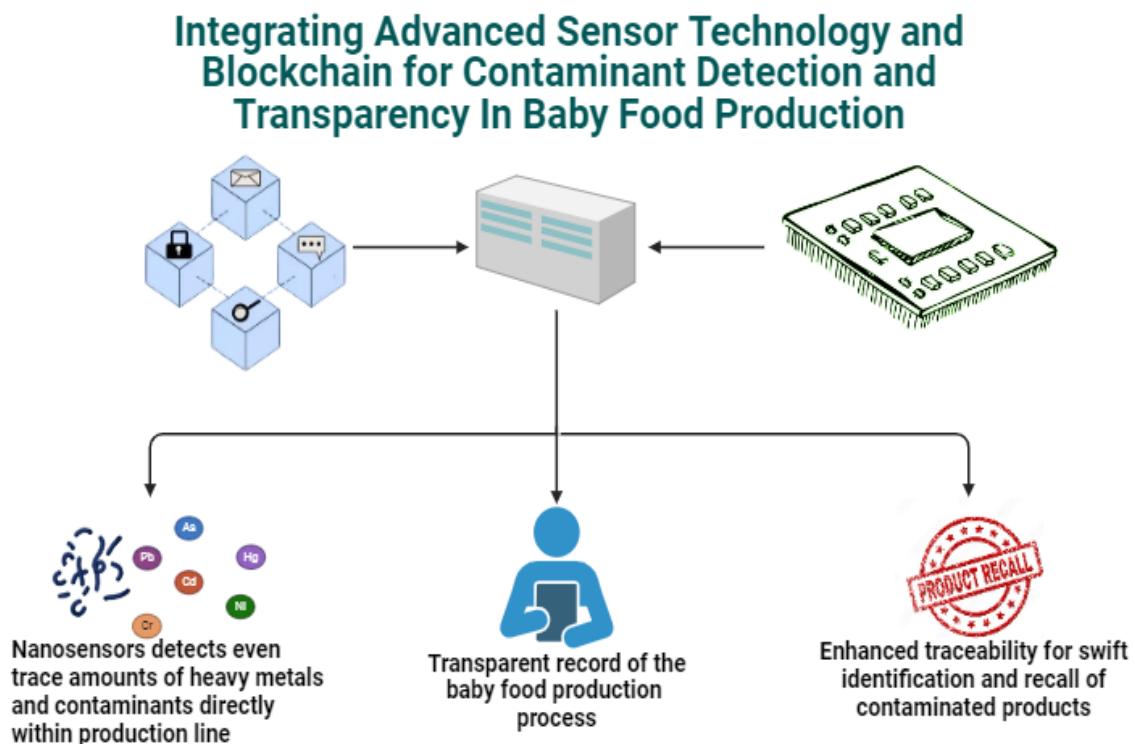 Integrating Advanced Sensor Technology and
Blockchain for Contaminant Detection and
Transparency In Baby Food Production
As
Pb
Hg
Cd
NI
Cr
PRODUCT RECALL
Nanosensors detects even
trace amounts of heavy metals
and contaminants directly
within production line
Transparent record of the
baby food production
process
Enhanced traceability for swift
identification and recall of
contaminated products